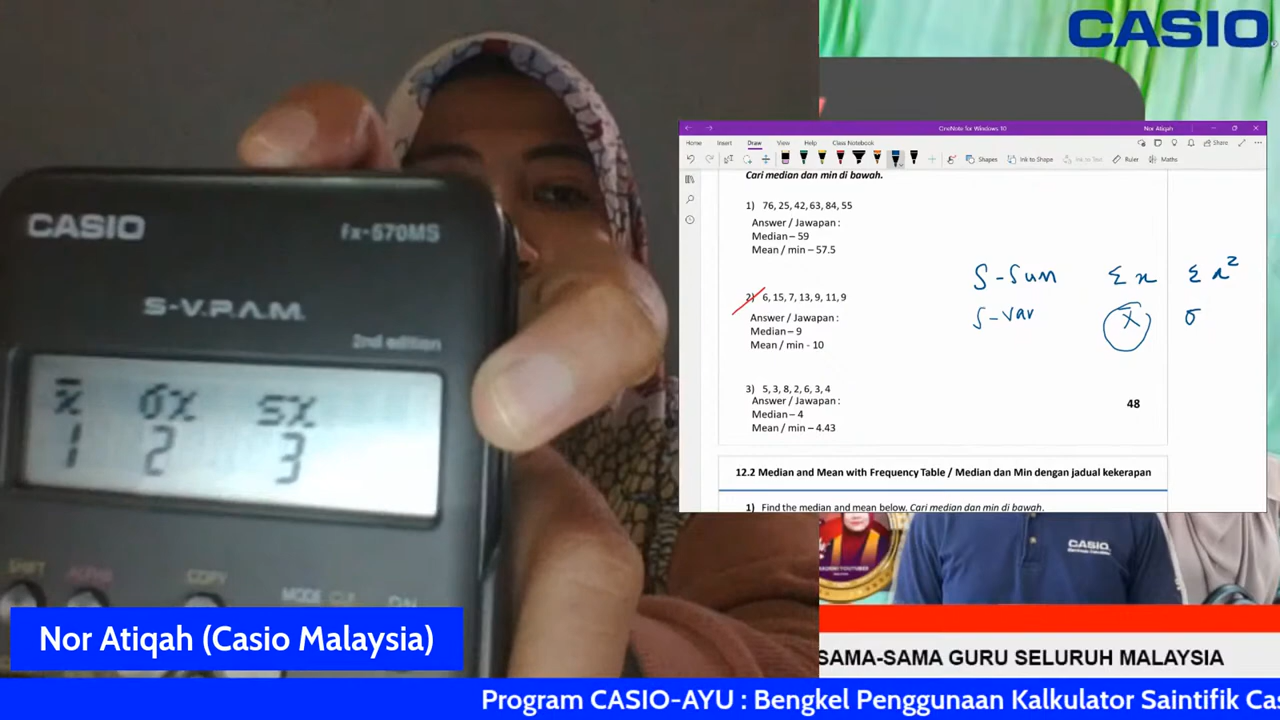 CASIO
fx-570MS
S-V.P.A.M.
2nd edition
x̄ σx sx
1 2 3
SHIFT ALPHA COPY MODE CLR ON
Nor Atiqah (Casio Malaysia)
CASIO
OneNote for Windows 10
Nor Atiqah
Home Insert Draw View Help Class Notebook
Share
Shapes Ink to Shape Ink to Text Ruler Maths
Cari median dan min di bawah.
1) 76, 25, 42, 63, 84, 55
Answer / Jawapan :
Median – 59
Mean / min – 57.5
S-Sum Σx Σx²
2) 6, 15, 7, 13, 9, 11, 9
S-var x̄ σ
Answer / Jawapan :
Median – 9
Mean / min - 10
3) 5, 3, 8, 2, 6, 3, 4
Answer / Jawapan :
Median – 4
Mean / min – 4.43
48
12.2 Median and Mean with Frequency Table / Median dan Min dengan jadual kekerapan
1) Find the median and mean below. Cari median dan min di bawah.
CASIO
SAMA-SAMA GURU SELURUH MALAYSIA
Program CASIO-AYU : Bengkel Penggunaan Kalkulator Saintifik Cas